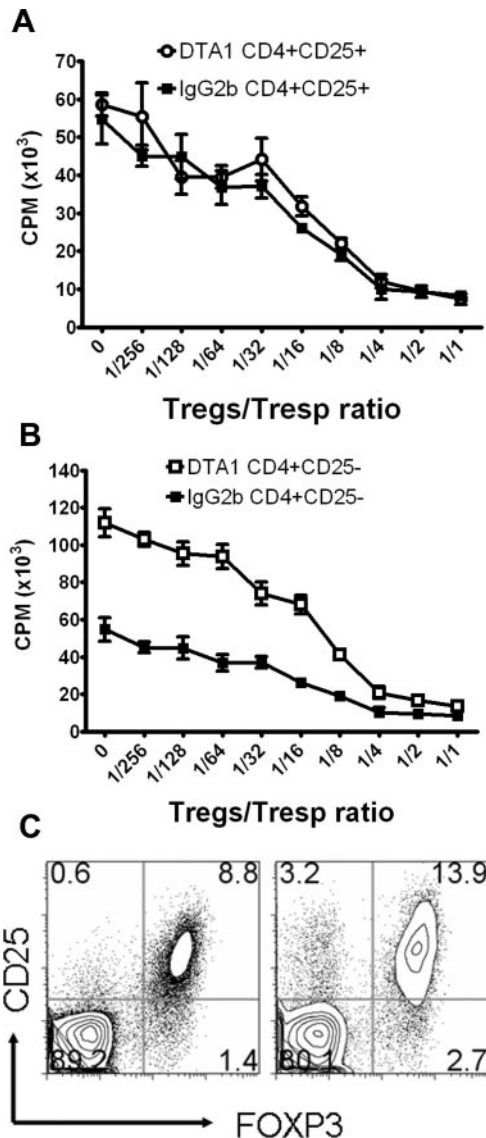 A
DTA1 CD4+CD25+
IgG2b CD4+CD25+
CPM (x10³)
70
60
50
40
30
20
10
0
0 1/256 1/128 1/64 1/32 1/16 1/8 1/4 1/2 1/1
Tregs/Tresp ratio
B
DTA1 CD4+CD25-
IgG2b CD4+CD25-
CPM (x10³)
140
120
100
80
60
40
20
0
0 1/256 1/128 1/64 1/32 1/16 1/8 1/4 1/2 1/1
Tregs/Tresp ratio
C
0.6 8.8 3.2 13.9
CD25
89.2 1.4 80.1 2.7
FOXP3